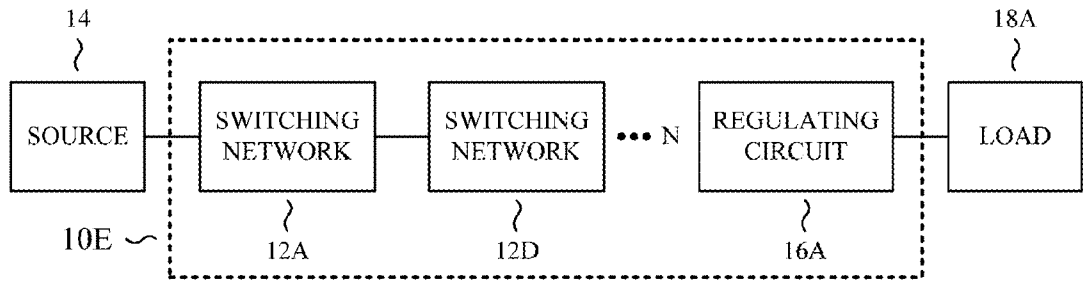 14
18A
SOURCE
SWITCHING
NETWORK
SWITCHING
NETWORK
••• N
REGULATING
CIRCUIT
LOAD
10E
12A
12D
16A